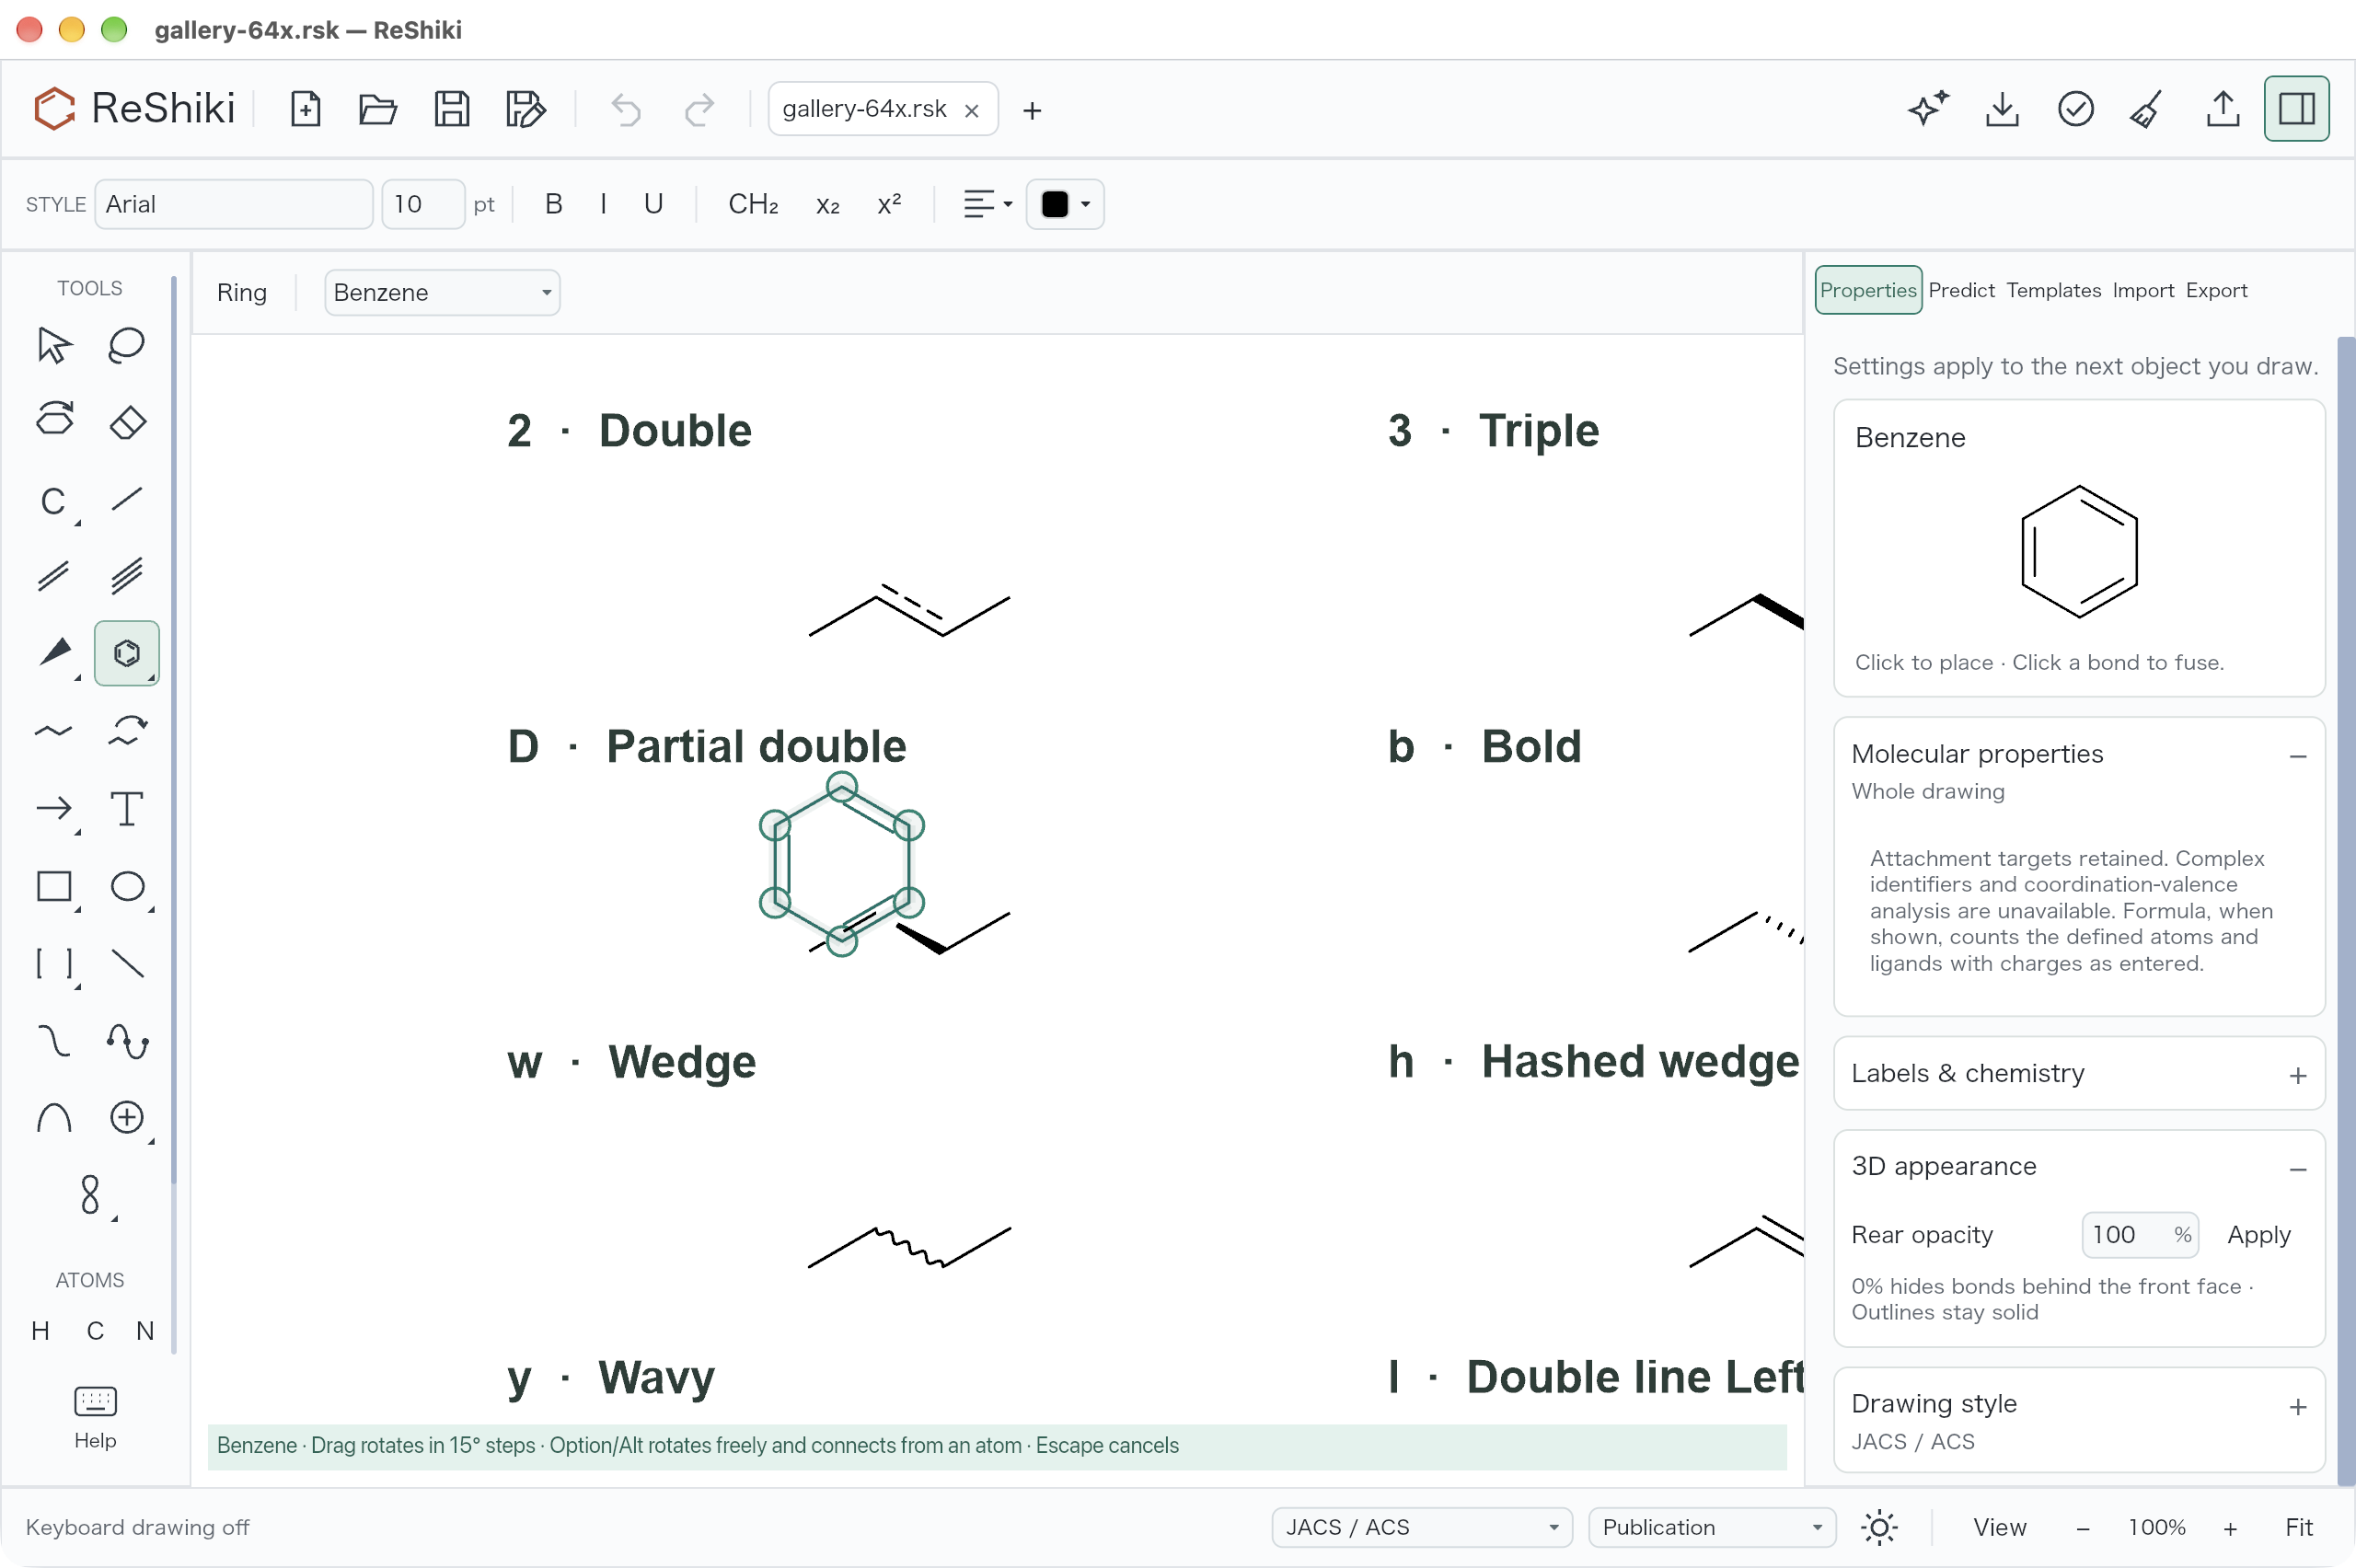 gallery-64x.rsk — ReShiki
ReShiki
gallery-64x.rsk × +
STYLE Arial 10 pt B I U CH₂ x₂ x²
TOOLS
Ring Benzene
Properties Predict Templates Import Export
Settings apply to the next object you draw.
2 · Double
3 · Triple
Benzene
C
Click to place · Click a bond to fuse.
D · Partial double
b · Bold
Molecular properties –
Whole drawing
T
Attachment targets retained. Complex
identifiers and coordination-valence
analysis are unavailable. Formula, when
shown, counts the defined atoms and
ligands with charges as entered.
[ ]
w · Wedge
h · Hashed wedge
Labels & chemistry +
3D appearance –
Rear opacity 100 % Apply
0% hides bonds behind the front face ·
Outlines stay solid
ATOMS
H C N
y · Wavy
l · Double line Left
Drawing style +
JACS / ACS
Help
Benzene · Drag rotates in 15° steps · Option/Alt rotates freely and connects from an atom · Escape cancels
Keyboard drawing off
JACS / ACS
Publication
View – 100% + Fit